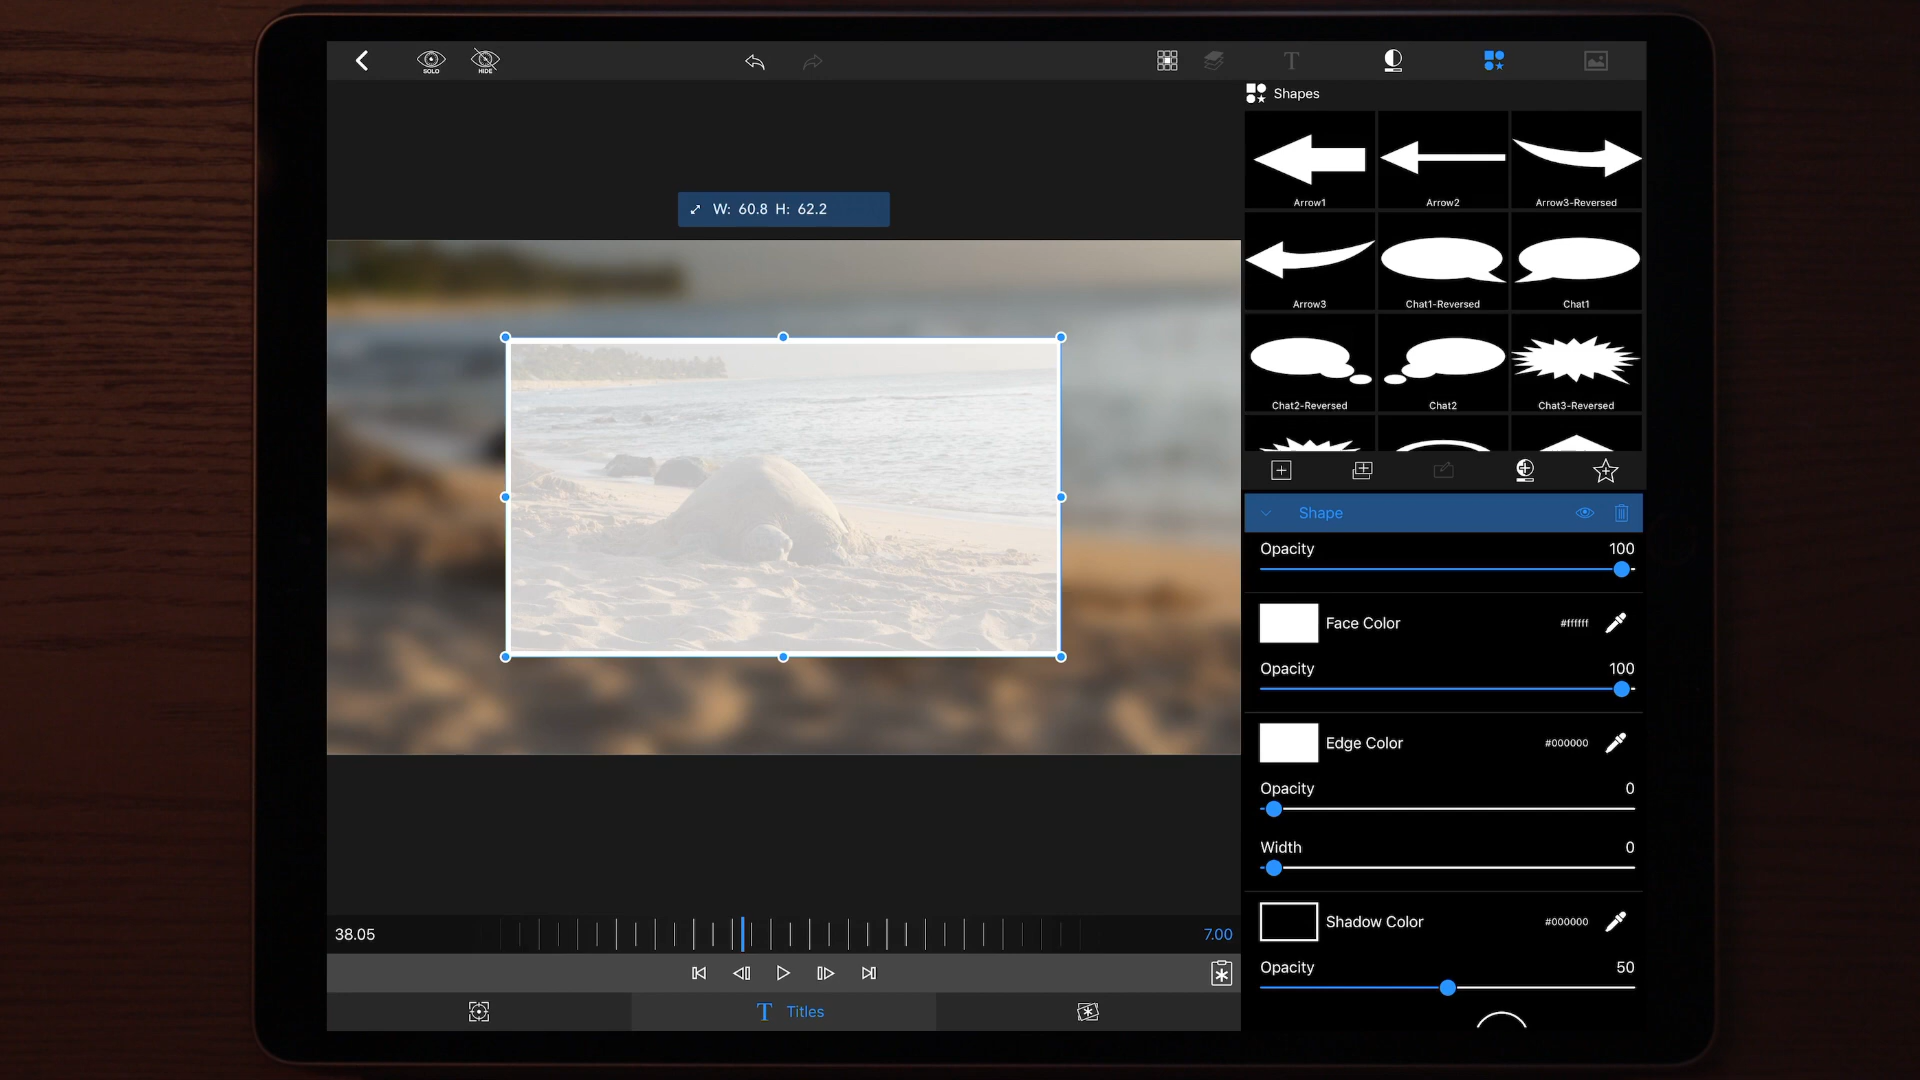 SOLO
HIDE
T
Shapes
W: 60.8 H: 62.2
Arrow1
Arrow2
Arrow3-Reversed
Arrow3
Chat1-Reversed
Chat1
Chat2-Reversed
Chat2
Chat3-Reversed
Shape
Opacity 100
Face Color #ffffff
Opacity 100
Edge Color #000000
Opacity 0
Width 0
Shadow Color #000000
Opacity 50
38.05
7.00
T Titles